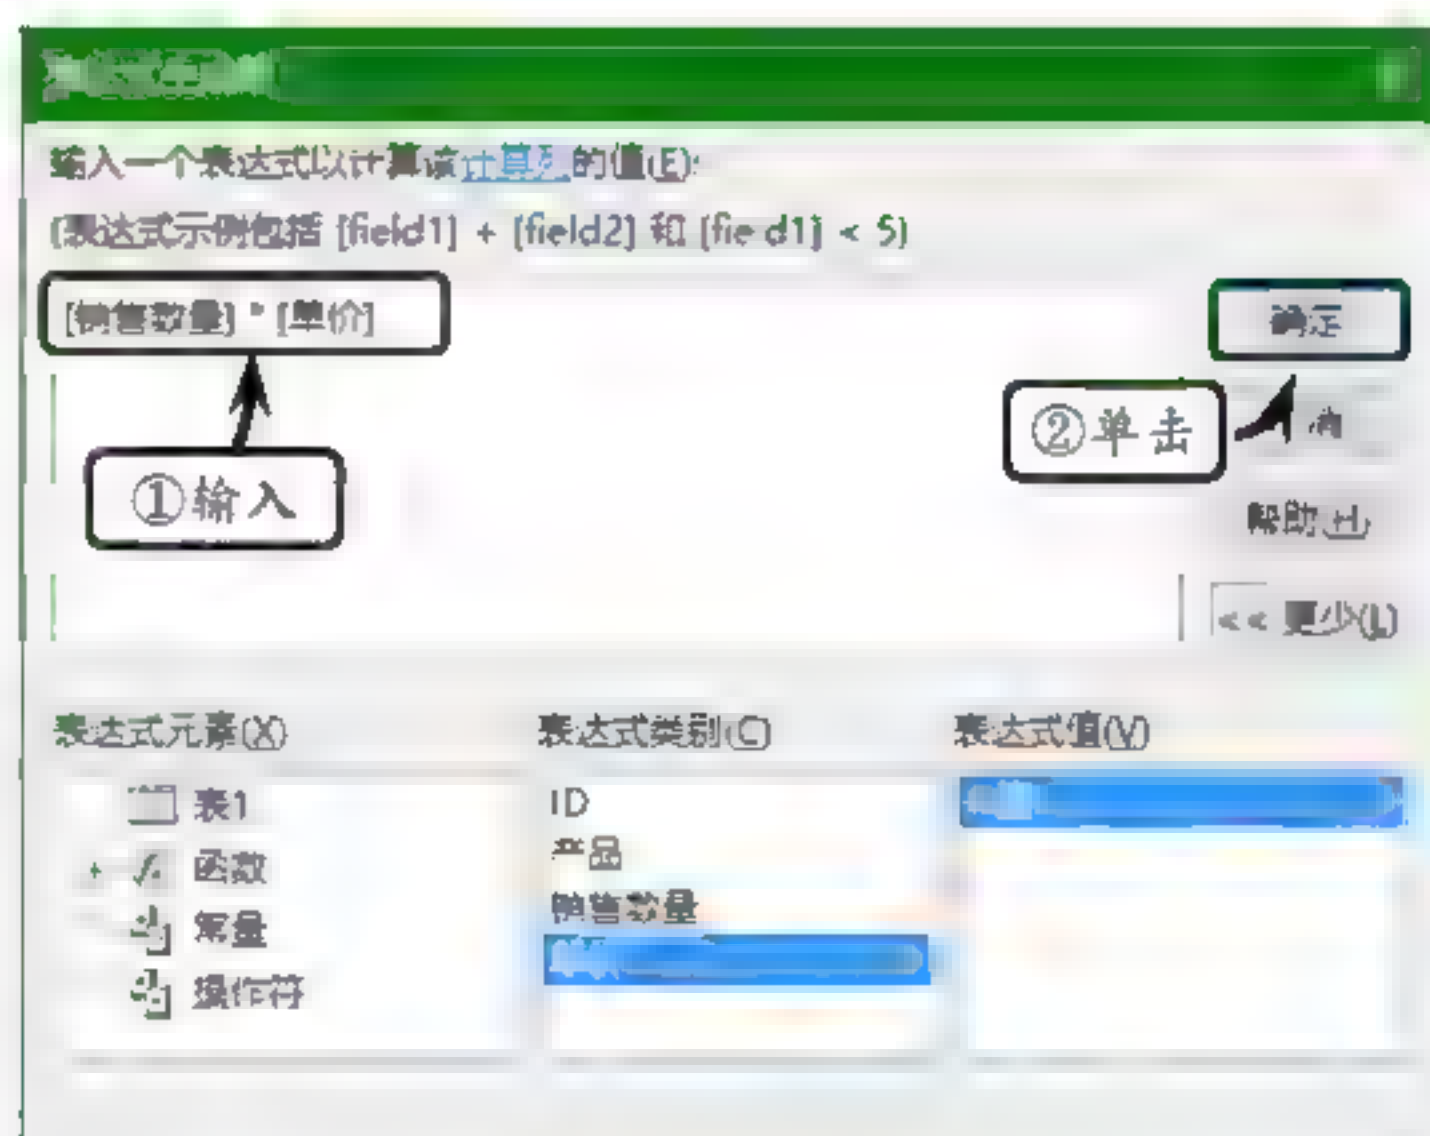 输入一个表达式以计算该计算列的值(E):
(表达式示例包括 [field1] + [field2] 和 [field1] < 5)
[销售数量] * [单价]
确定
②单击
①输入
帮助(H)
<< 更少(L)
表达式元素(X)
表达式类别(C)
表达式值(V)
表1
函数
常量
操作符
ID
产品
销售数量